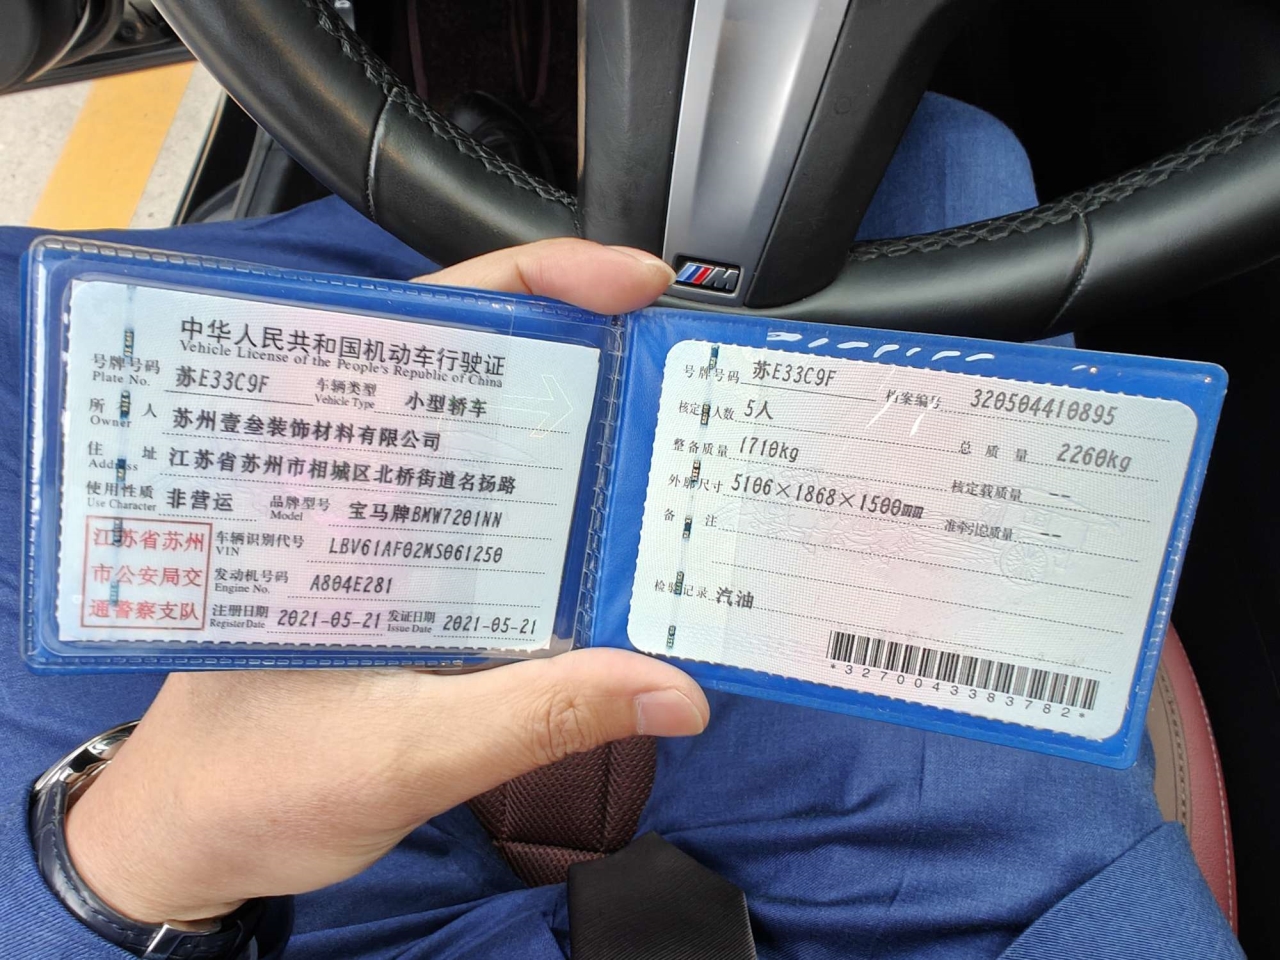 中华人民共和国机动车行驶证
Vehicle License of the People's Republic of China
号牌号码 苏E33C9F 车辆类型 小型轿车
Plate No. Vehicle Type
所 人 苏州壹叁装饰材料有限公司
Owner
住 址 江苏省苏州市相城区北桥街道名扬路
Address
使用性质 非营运 品牌型号 宝马牌BMW7201NN
Use Character Model
江苏省苏州
市公安局交
通警察支队
车辆识别代号 LBV61AF02MS061250
VIN
发动机号码 A804E281
Engine No.
注册日期 2021-05-21 发证日期 2021-05-21
Register Date Issue Date
号牌号码 苏E33C9F 档案编号 320504410895
核定 人数 5人
整备质量 1710kg 总质量 2260kg
外廓尺寸 5106×1868×1500mm 核定载质量 --
备 注 准牵引总质量 --
检验记录 汽油
*3270043383782*
M